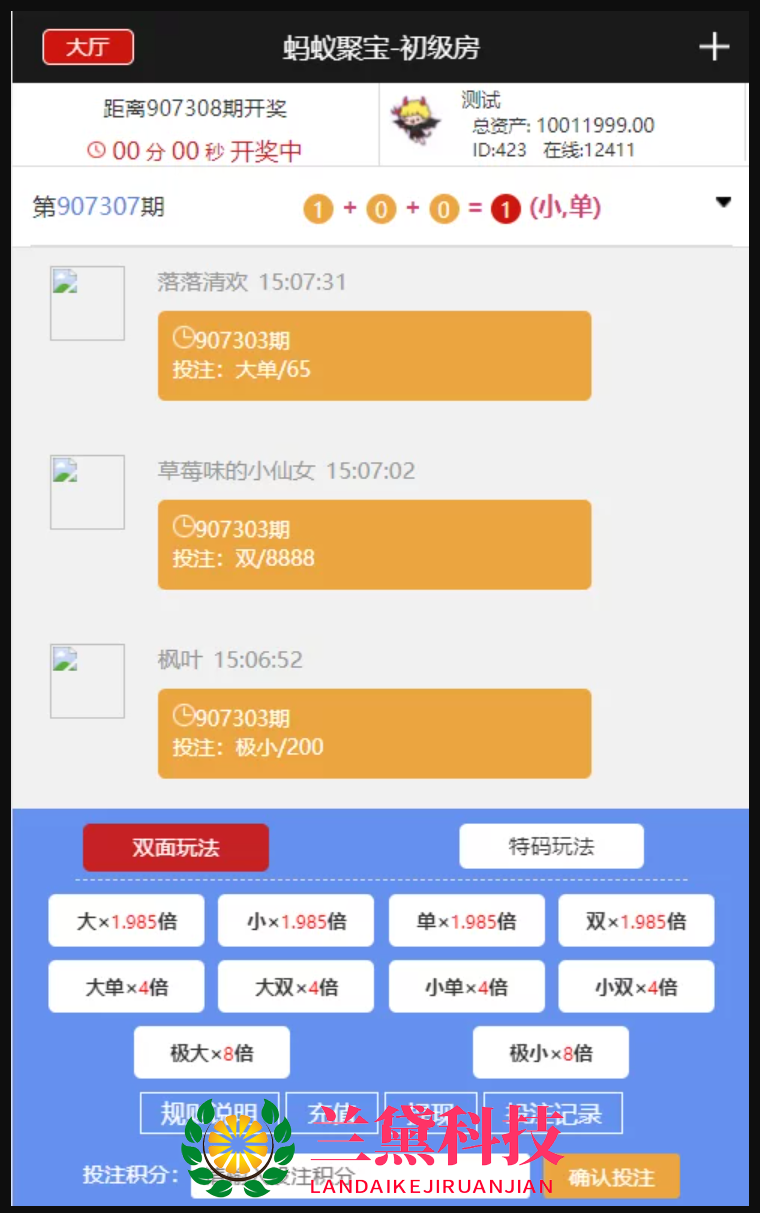 大厅
蚂蚁聚宝-初级房
距离907308期开奖
00 分 00 秒 开奖中
测试
总资产: 10011999.00
ID:423 在线:12411
第907307期
1 + 0 + 0 = 1 (小,单)
落落清欢 15:07:31
907303期
投注：大单/65
草莓味的小仙女 15:07:02
907303期
投注：双/8888
枫叶 15:06:52
907303期
投注：极小/200
双面玩法
特码玩法
大×1.985倍
小×1.985倍
单×1.985倍
双×1.985倍
大单×4倍
大双×4倍
小单×4倍
小双×4倍
极大×8倍
极小×8倍
规则说明
充值
投注记录
兰黛科技
LANDAIKEJIRUANJIAN
投注积分：
投注积分
确认投注